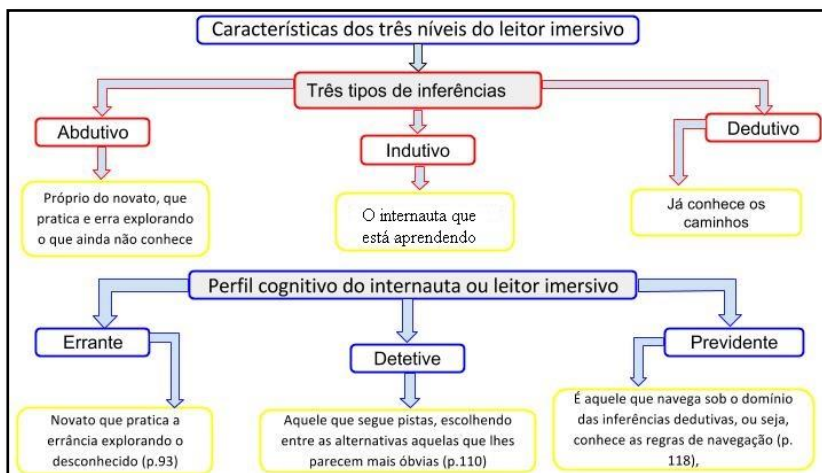 Características dos três níveis do leitor imersivo
Três tipos de inferências
Abdutivo
Indutivo
Dedutivo
Próprio do novato, que
pratica e erra explorando
o que ainda não conhece
O internauta que
está aprendendo
Já conhece os
caminhos
Perfil cognitivo do internauta ou leitor imersivo
Errante
Detetive
Previdente
Novato que pratica a
errância explorando o
desconhecido (p.93)
Aquele que segue pistas, escolhendo
entre as alternativas aquelas que lhes
parecem mais óbvias (p.110)
É aquele que navega sob o domínio
das inferências dedutivas, ou seja,
conhece as regras de navegação (p.
118),